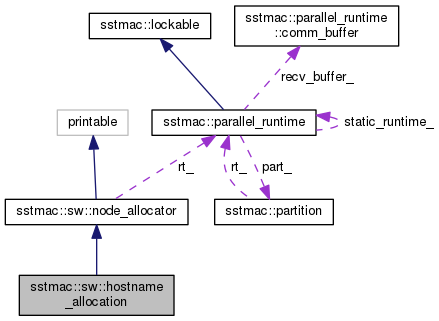 sstmac::lockable
sstmac::parallel_runtime
::comm_buffer
recv_buffer_
printable
sstmac::parallel_runtime
static_runtime_
rt_
rt_
part_
sstmac::sw::node_allocator
sstmac::partition
sstmac::sw::hostname
_allocation